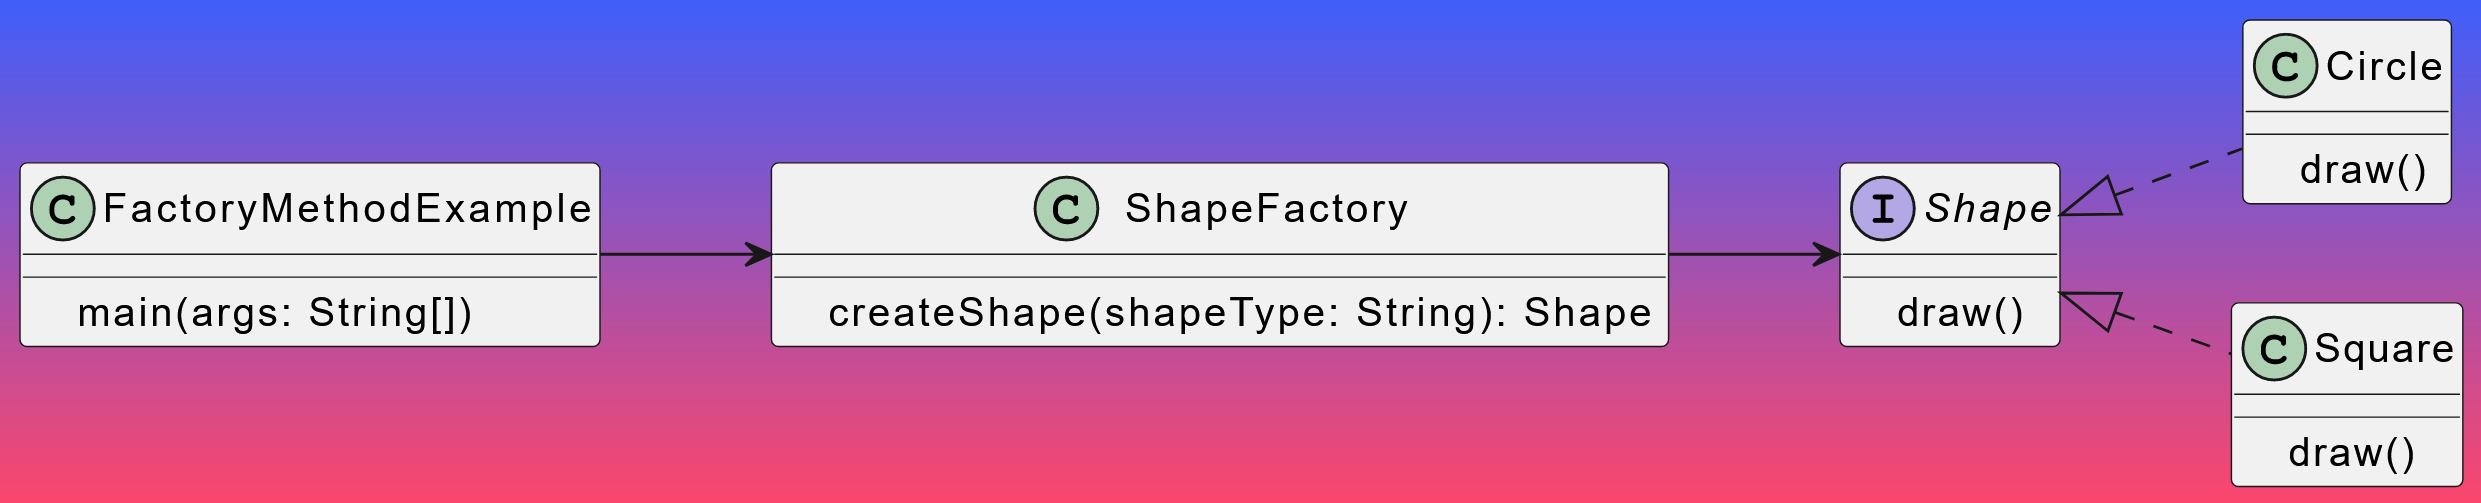 C FactoryMethodExample
main(args: String[])
C ShapeFactory
createShape(shapeType: String): Shape
I Shape
draw()
C Circle
draw()
C Square
draw()